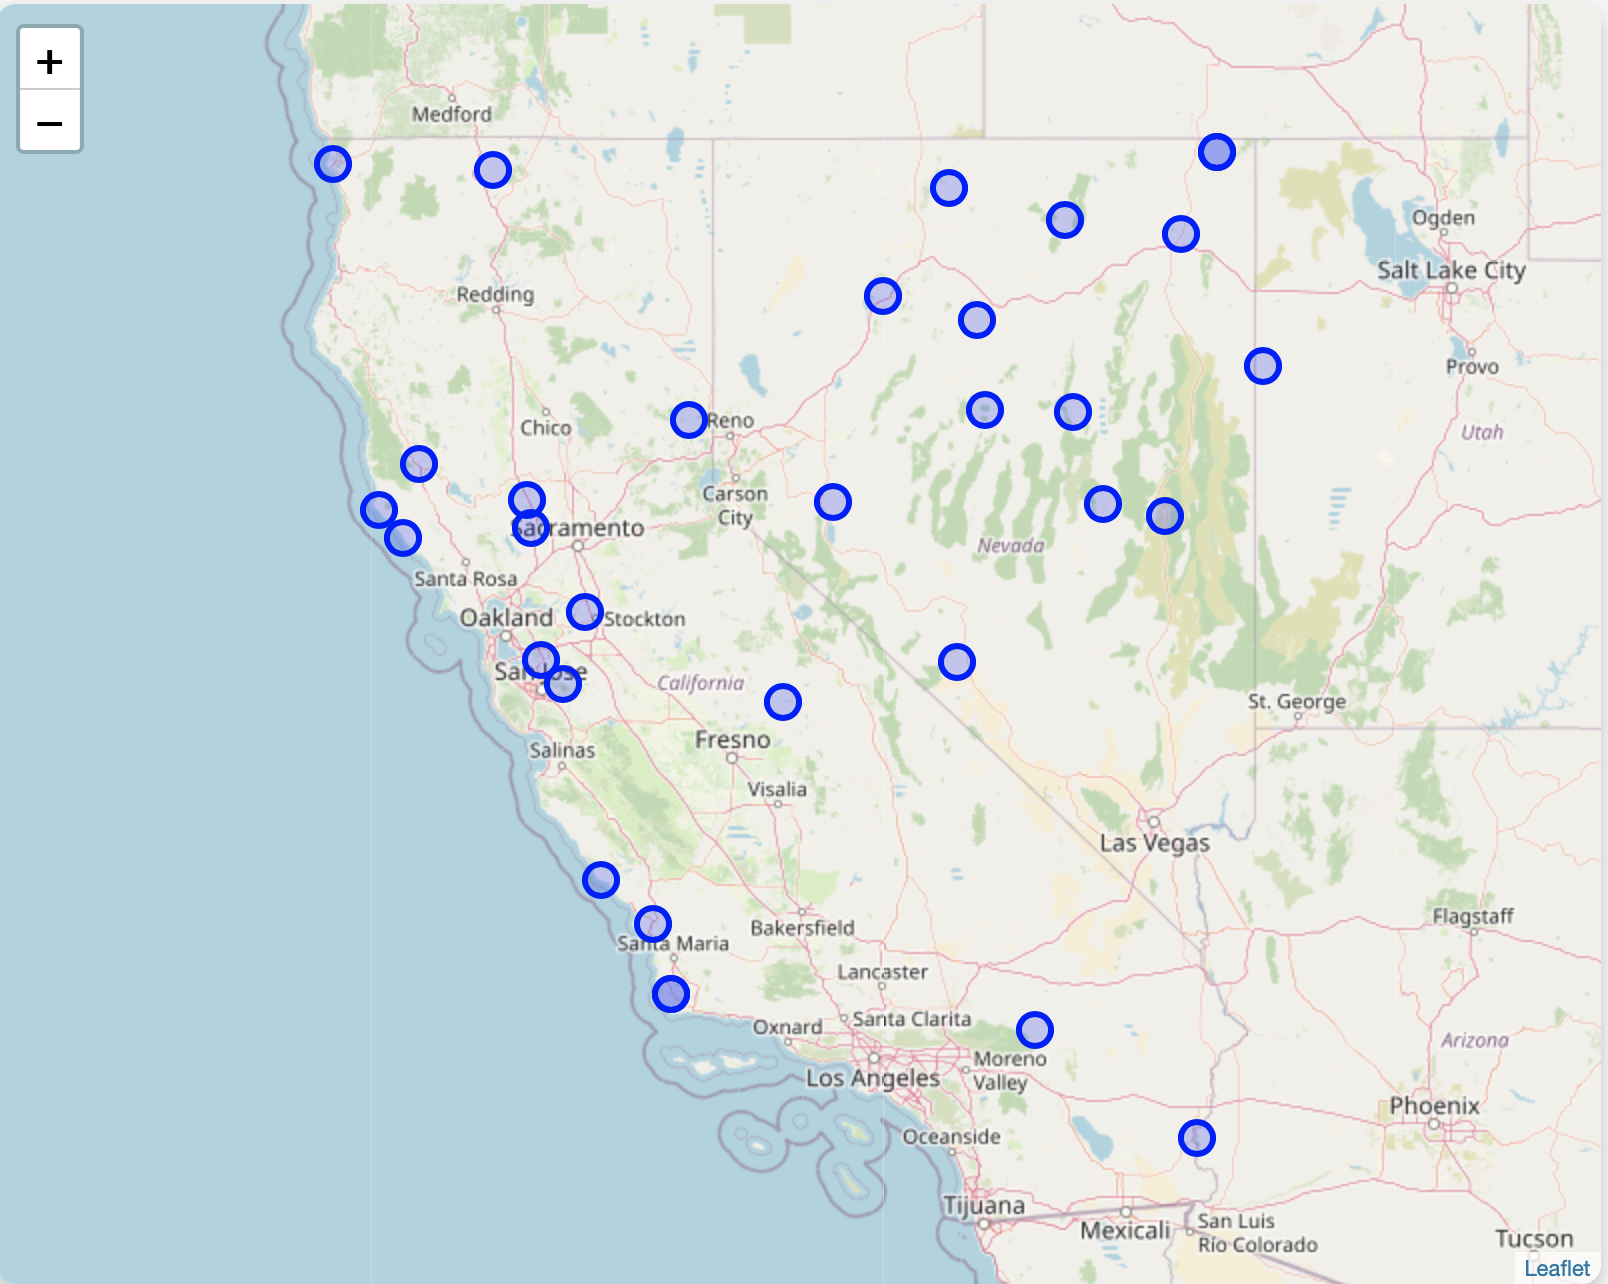 +
−
Medford
Ogden
Salt Lake City
Redding
Provo
Reno
Chico
Utah
Carson
City
Sacramento
Nevada
Santa Rosa
Oakland
Stockton
San Jose
California
St. George
Fresno
Salinas
Visalia
Las Vegas
Flagstaff
Bakersfield
Santa Maria
Lancaster
Santa Clarita
Oxnard
Arizona
Moreno
Valley
Los Angeles
Phoenix
Oceanside
Tijuana
Mexicali
San Luis
Río Colorado
Tucson
Leaflet